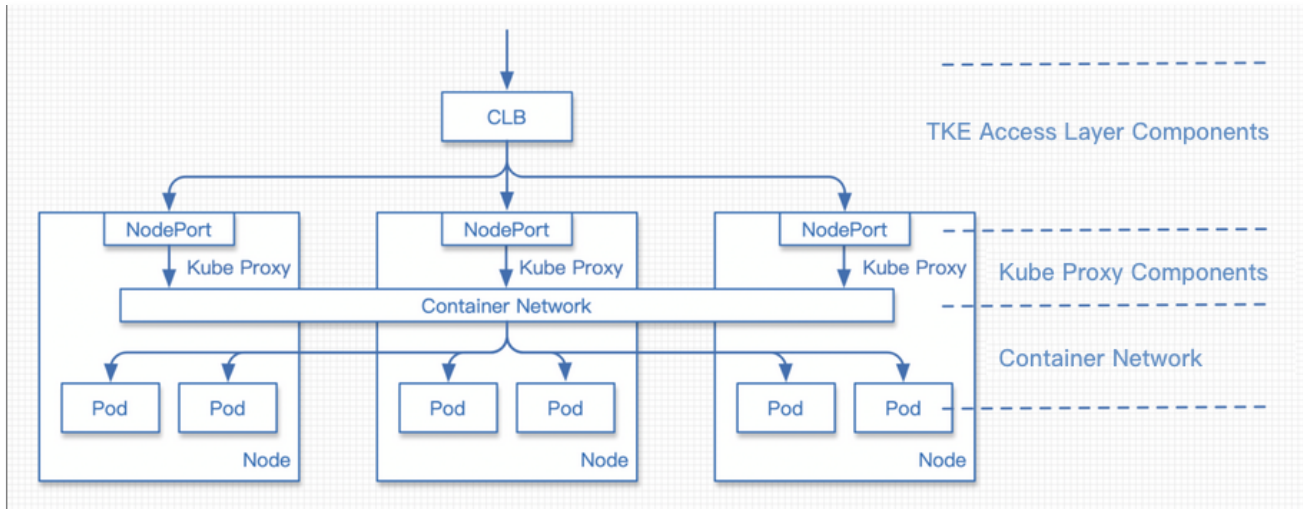 CLB
TKE Access Layer Components
NodePort
NodePort
NodePort
Kube Proxy
Kube Proxy
Kube Proxy
Kube Proxy Components
Container Network
Container Network
Pod
Pod
Pod
Pod
Pod
Pod
Node
Node
Node